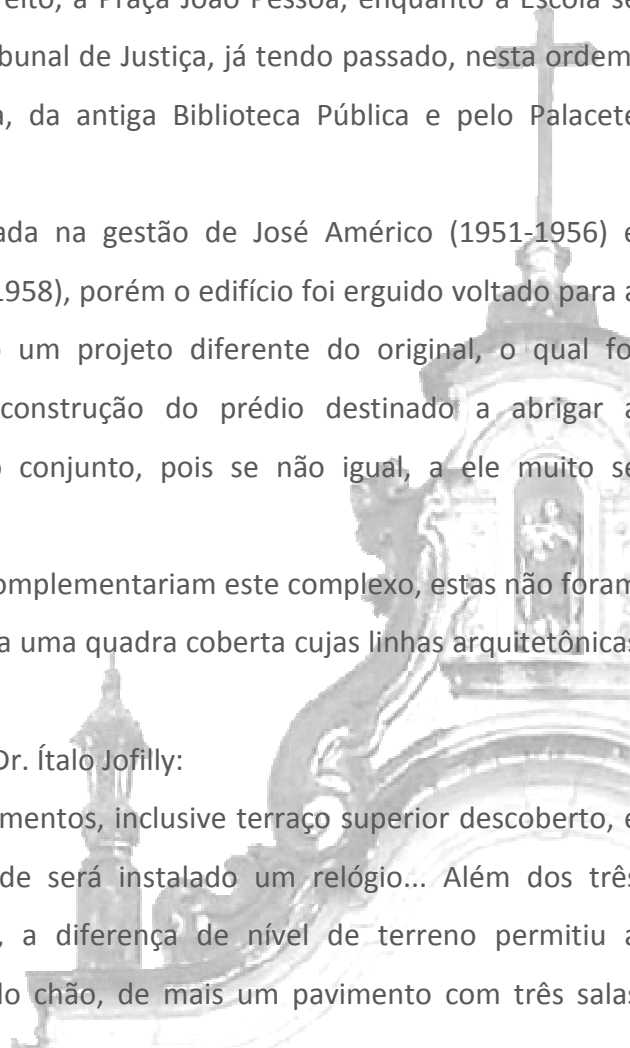 reito, a Praça João Pessoa, enquanto a Escola se
bunal de Justiça, já tendo passado, nesta ordem
a, da antiga Biblioteca Pública e pelo Palacete
ada na gestão de José Américo (1951-1956) e
1958), porém o edifício foi erguido voltado para a
o um projeto diferente do original, o qual fo
construção do prédio destinado a abrigar a
o conjunto, pois se não igual, a ele muito se
omplementariam este complexo, estas não foram
a uma quadra coberta cujas linhas arquitetônicas
Dr. Ítalo Jofilly:
mentos, inclusive terraço superior descoberto, e
de será instalado um relógio... Além dos três
, a diferença de nível de terreno permitiu a
do chão, de mais um pavimento com três salas